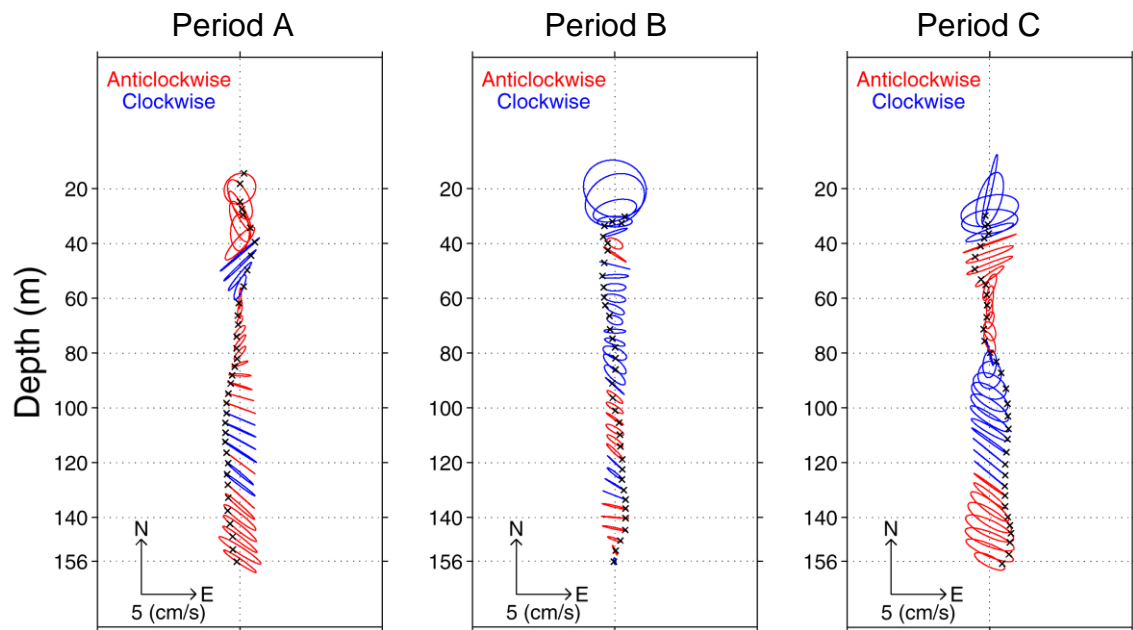 Period A
Period B
Period C
Anticlockwise
Clockwise
Anticlockwise
Clockwise
Anticlockwise
Clockwise
Depth (m)
20
40
60
80
100
120
140
156
N
E
5 (cm/s)
20
40
60
80
100
120
140
156
N
E
5 (cm/s)
20
40
60
80
100
120
140
156
N
E
5 (cm/s)